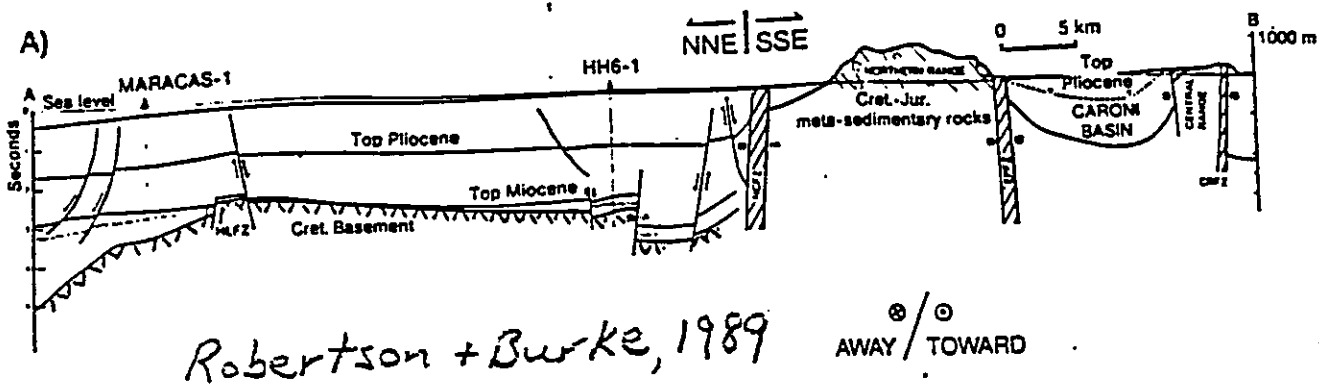 A)
NNE SSE
0 5 km
B
1000 m
MARACAS-1
HH6-1
A
Sea level
NORTHERN RANGE
Top
Pliocene
Cret.-Jur.
meta-sedimentary rocks
CARONI
BASIN
CENTRAL
RANGE
Seconds
Top Pliocene
Top Miocene
HLFZ
Cret. Basement
Robertson + Burke, 1989
AWAY / TOWARD